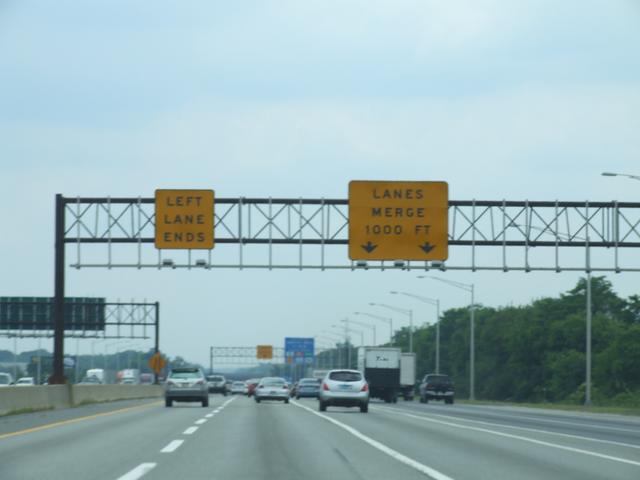 LEFT
LANE
ENDS
LANES
MERGE
1000 FT